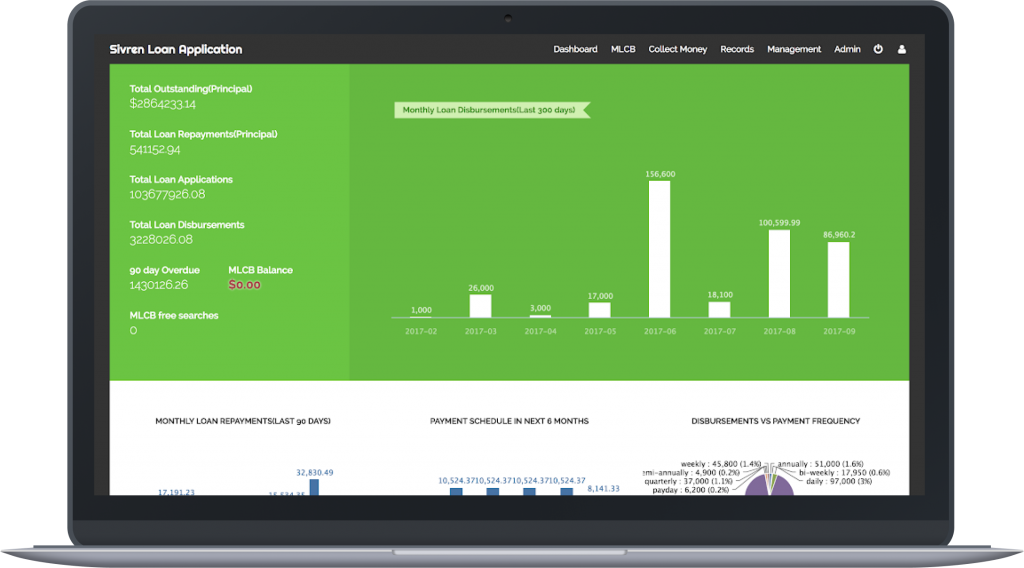 Sivren Loan Application
Dashboard MLCB Collect Money Records Management Admin
Total Outstanding(Principal)
$2864233.14
Total Loan Repayments(Principal)
541152.94
Total Loan Applications
103677926.08
Total Loan Disbursements
3228026.08
90 day Overdue MLCB Balance
1430126.26 $0.00
MLCB free searches
0
Monthly Loan Disbursements(Last 300 days)
156,600
100,599.99
86,960.2
26,000
17,000
18,100
1,000
3,000
2017-02 2017-03 2017-04 2017-05 2017-06 2017-07 2017-08 2017-09
MONTHLY LOAN REPAYMENTS(LAST 90 DAYS)
32,830.49
17,191.23
PAYMENT SCHEDULE IN NEXT 6 MONTHS
10,524.37 10,524.37 10,524.37 10,524.37
8,141.33
DISBURSEMENTS VS PAYMENT FREQUENCY
weekly : 45,800 (1.4%) annually : 51,000 (1.6%)
emi-annually : 4,900 (0.2%) bi-weekly : 17,950 (0.6%)
quarterly : 37,000 (1.1%) daily : 97,000 (3%)
payday : 6,200 (0.2%)